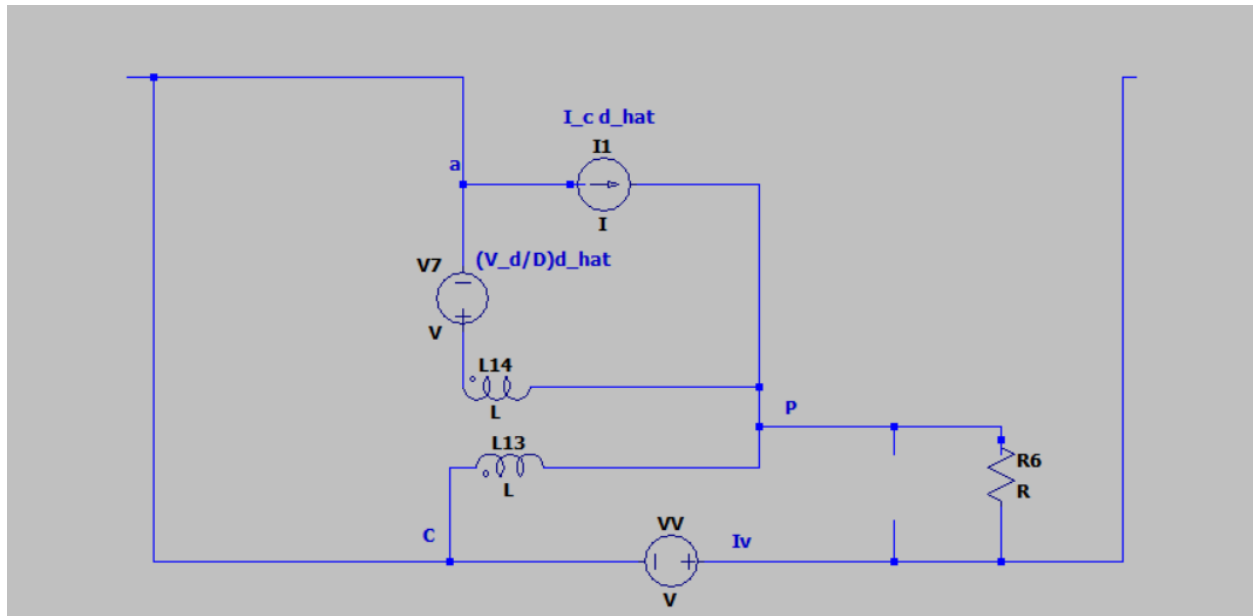 I_c d_hat
I1
a
I
V7
(V_d/D)d_hat
V
L14
L
P
L13
L
R6
R
C
VV
Iv
V